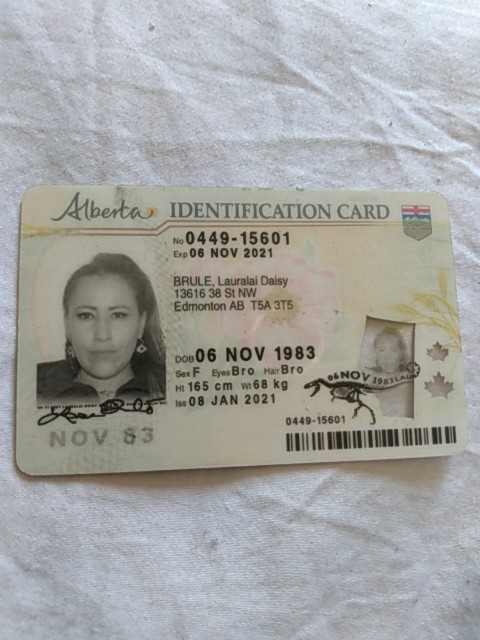 Alberta IDENTIFICATION CARD
No 0449-15601
Exp 06 NOV 2021
BRULE, Lauralai Daisy
13616 38 St NW
Edmonton AB T5A 3T5
DOB 06 NOV 1983
Sex F Eyes Bro Hair Bro
Ht 165 cm Wt 68 kg
Iss 08 JAN 2021
06 NOV 1983
0449-15601
NOV 83